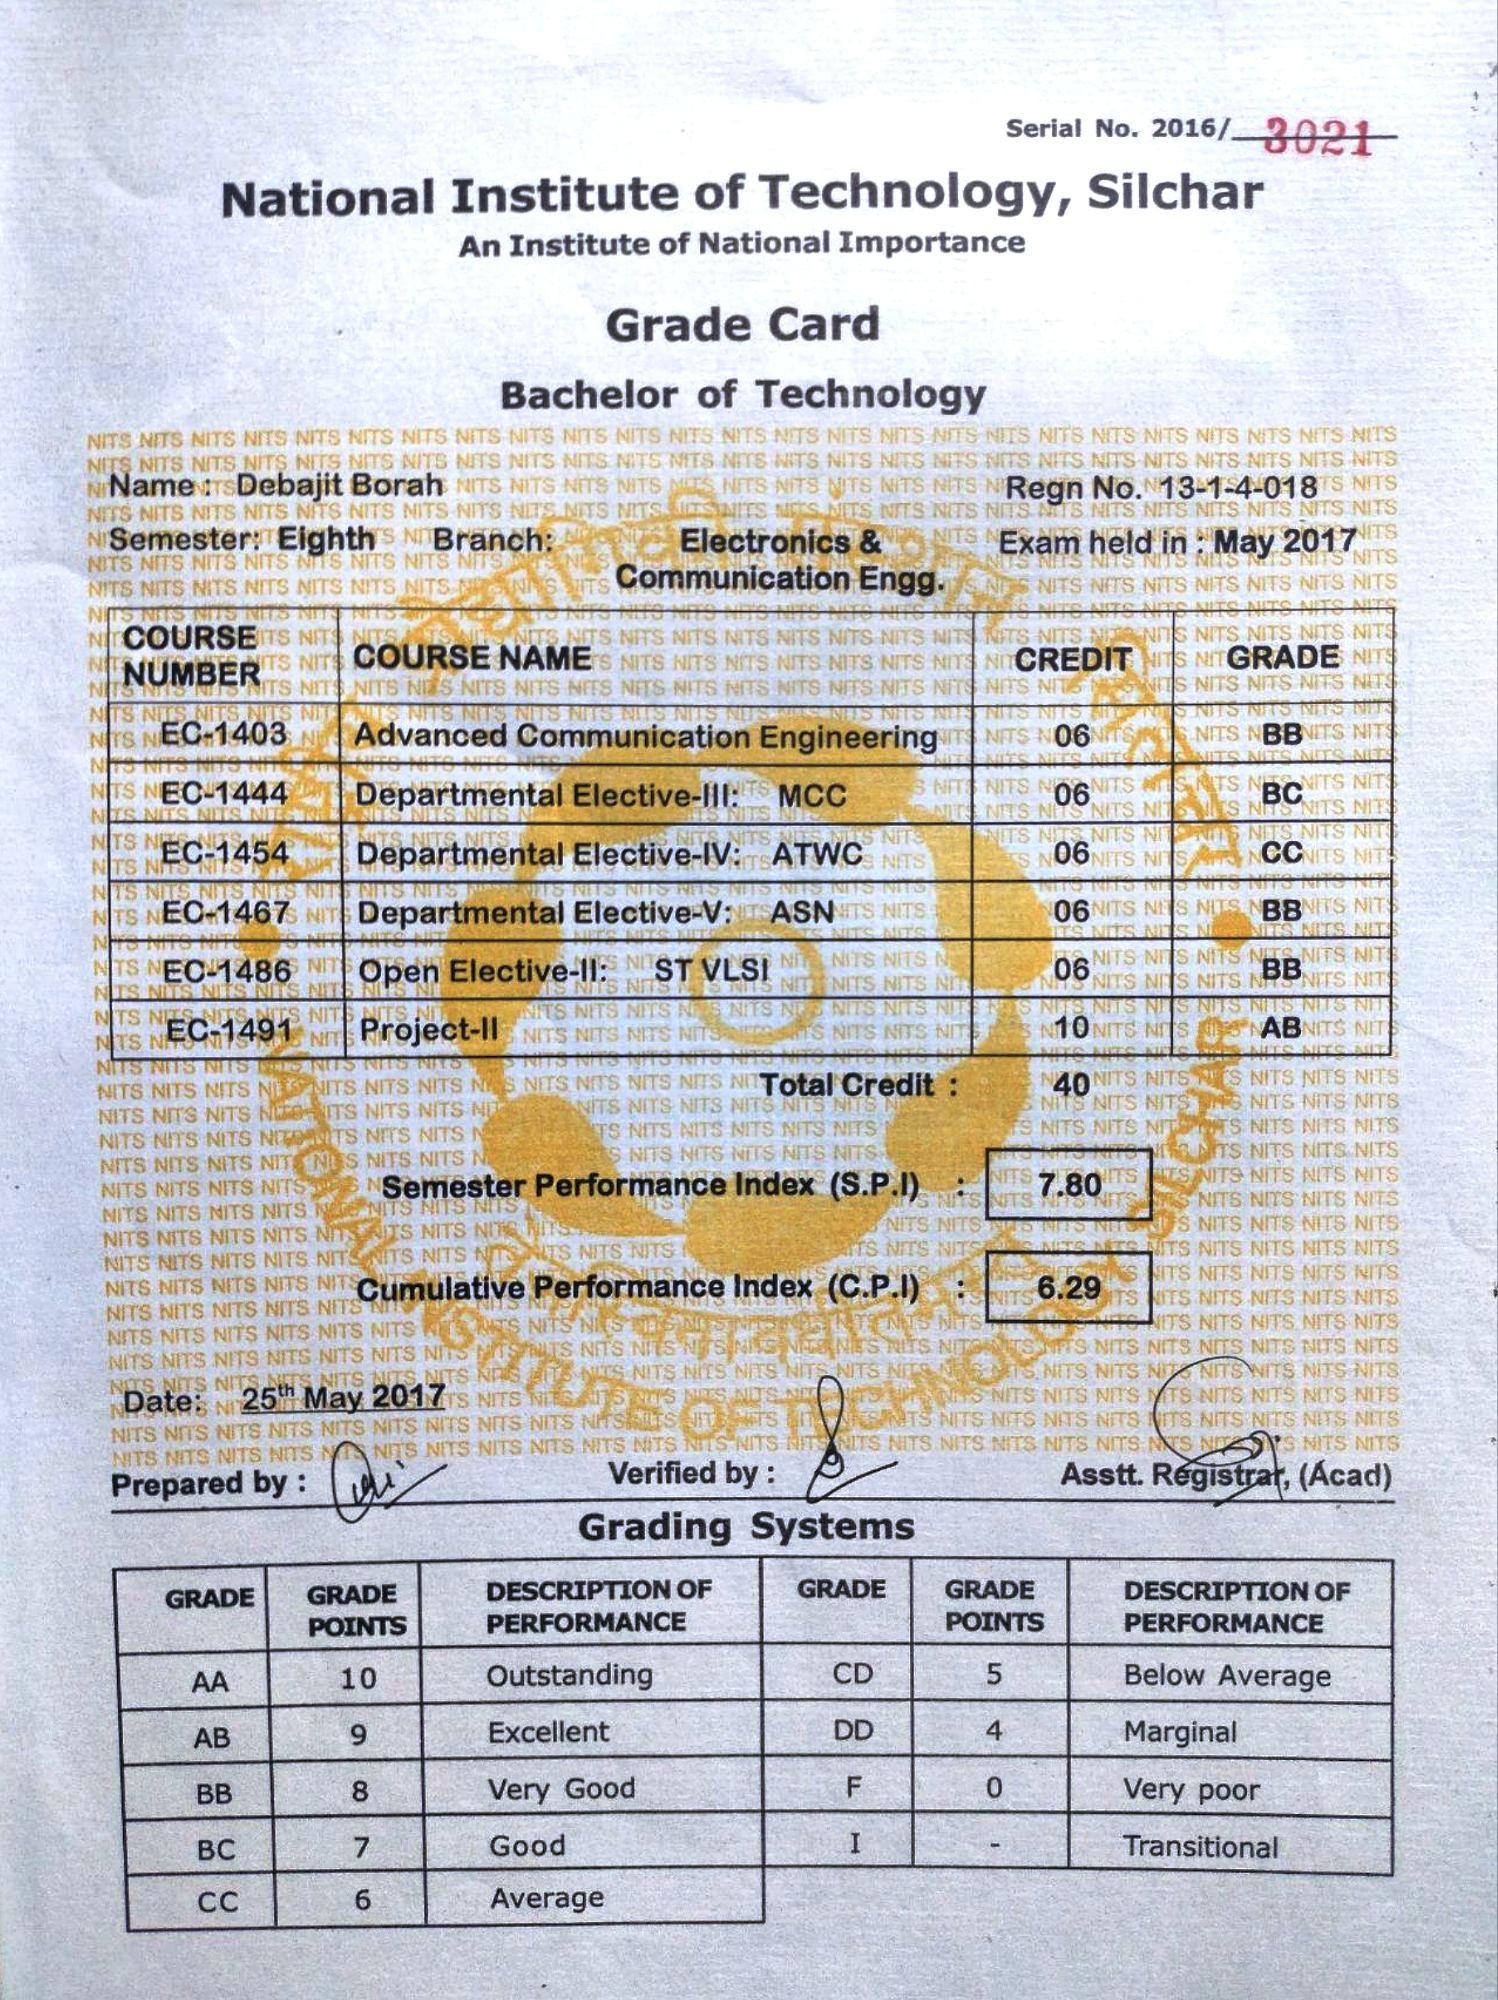 Serial No. 2016/ 3021
National Institute of Technology, Silchar
An Institute of National Importance
Grade Card
Bachelor of Technology
Name : Debajit Borah Regn No. 13-1-4-018
Semester: Eighth Branch: Electronics & Exam held in : May 2017
Communication Engg.
COURSE NUMBER COURSE NAME CREDIT GRADE
EC-1403 Advanced Communication Engineering 06 BB
EC-1444 Departmental Elective-III: MCC 06 BC
EC-1454 Departmental Elective-IV: ATWC 06 CC
EC-1467 Departmental Elective-V: ASN 06 BB
EC-1486 Open Elective-II: ST VLSI 06 BB
EC-1491 Project-II 10 AB
Total Credit : 40
Semester Performance Index (S.P.I) : 7.80
Cumulative Performance Index (C.P.I) : 6.29
NATIONAL INSTITUTE OF TECHNOLOGY SILCHAR
Date: 25th May 2017
Prepared by : Verified by : Asstt. Registrar, (Acad)
Grading Systems
GRADE GRADE POINTS DESCRIPTION OF PERFORMANCE GRADE GRADE POINTS DESCRIPTION OF PERFORMANCE
AA 10 Outstanding CD 5 Below Average
AB 9 Excellent DD 4 Marginal
BB 8 Very Good F 0 Very poor
BC 7 Good I - Transitional
CC 6 Average